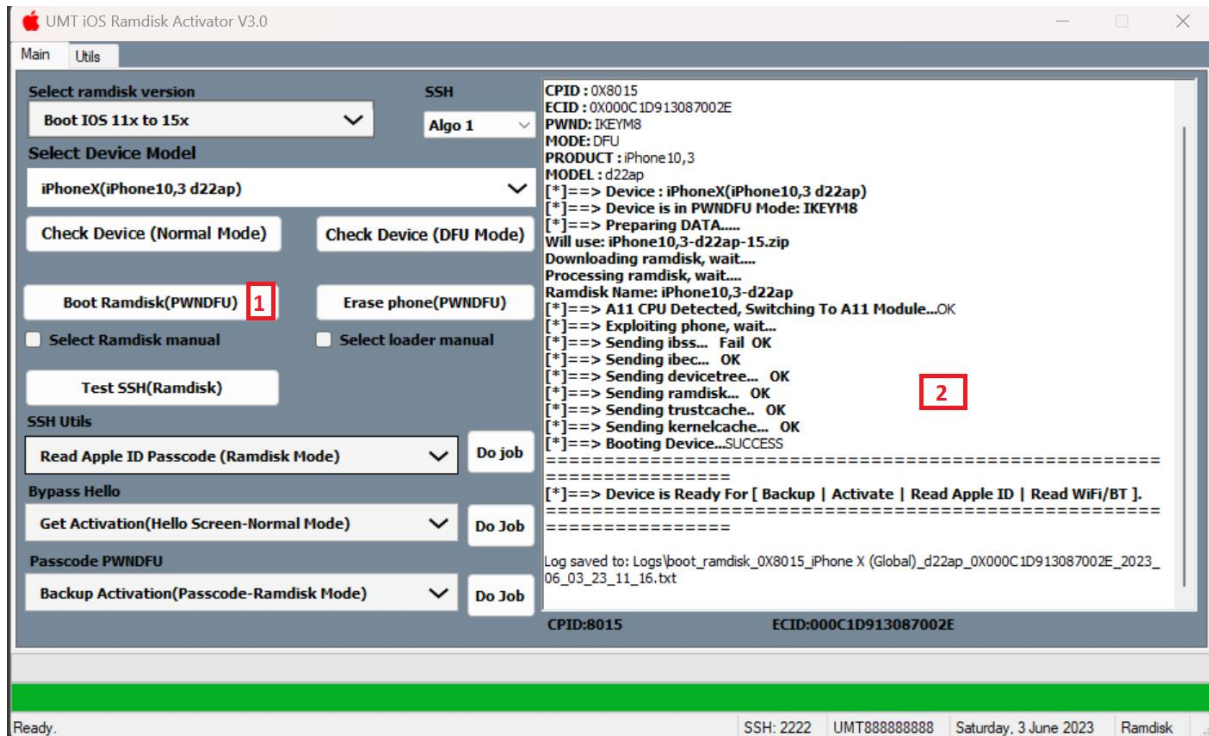 UMT iOS Ramdisk Activator V3.0
Main Utils
Select ramdisk version
SSH
Boot IOS 11x to 15x
Algo 1
Select Device Model
iPhoneX(iPhone10,3 d22ap)
Check Device (Normal Mode)
Check Device (DFU Mode)
Boot Ramdisk(PWNDFU)
1
Erase phone(PWNDFU)
Select Ramdisk manual
Select loader manual
Test SSH(Ramdisk)
SSH Utils
Read Apple ID Passcode (Ramdisk Mode)
Do job
Bypass Hello
Get Activation(Hello Screen-Normal Mode)
Do Job
Passcode PWNDFU
Backup Activation(Passcode-Ramdisk Mode)
Do Job
CPID : 0X8015
ECID : 0X000C1D913087002E
PWND: IKEYM8
MODE: DFU
PRODUCT : iPhone10,3
MODEL : d22ap
[*]==> Device : iPhoneX(iPhone10,3 d22ap)
[*]==> Device is in PWNDFU Mode: IKEYM8
[*]==> Preparing DATA.....
Will use: iPhone10,3-d22ap-15.zip
Downloading ramdisk, wait....
Processing ramdisk, wait....
Ramdisk Name: iPhone10,3-d22ap
[*]==> A11 CPU Detected, Switching To A11 Module...OK
[*]==> Exploiting phone, wait...
[*]==> Sending ibss... Fail OK
[*]==> Sending ibec... OK
[*]==> Sending devicetree... OK
[*]==> Sending ramdisk... OK
2
[*]==> Sending trustcache.. OK
[*]==> Sending kernelcache... OK
[*]==> Booting Device...SUCCESS
=====================================================
================
[*]==> Device is Ready For [ Backup | Activate | Read Apple ID | Read WiFi/BT ].
=====================================================
================
Log saved to: Logs\boot_ramdisk_0X8015_iPhone X (Global)_d22ap_0X000C1D913087002E_2023_
06_03_23_11_16.txt
CPID:8015
ECID:000C1D913087002E
Ready.
SSH: 2222
UMT888888888
Saturday, 3 June 2023
Ramdisk